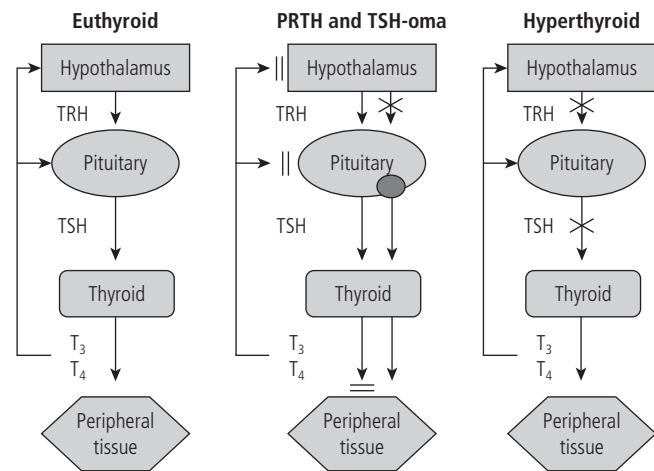 Euthyroid
Hypothalamus
TRH
Pituitary
TSH
Thyroid
T₃
T₄
Peripheral
tissue
PRTH and TSH-oma
Hypothalamus
TRH
Pituitary
TSH
Thyroid
T₃
T₄
Peripheral
tissue
Hyperthyroid
Hypothalamus
TRH
Pituitary
TSH
Thyroid
T₃
T₄
Peripheral
tissue